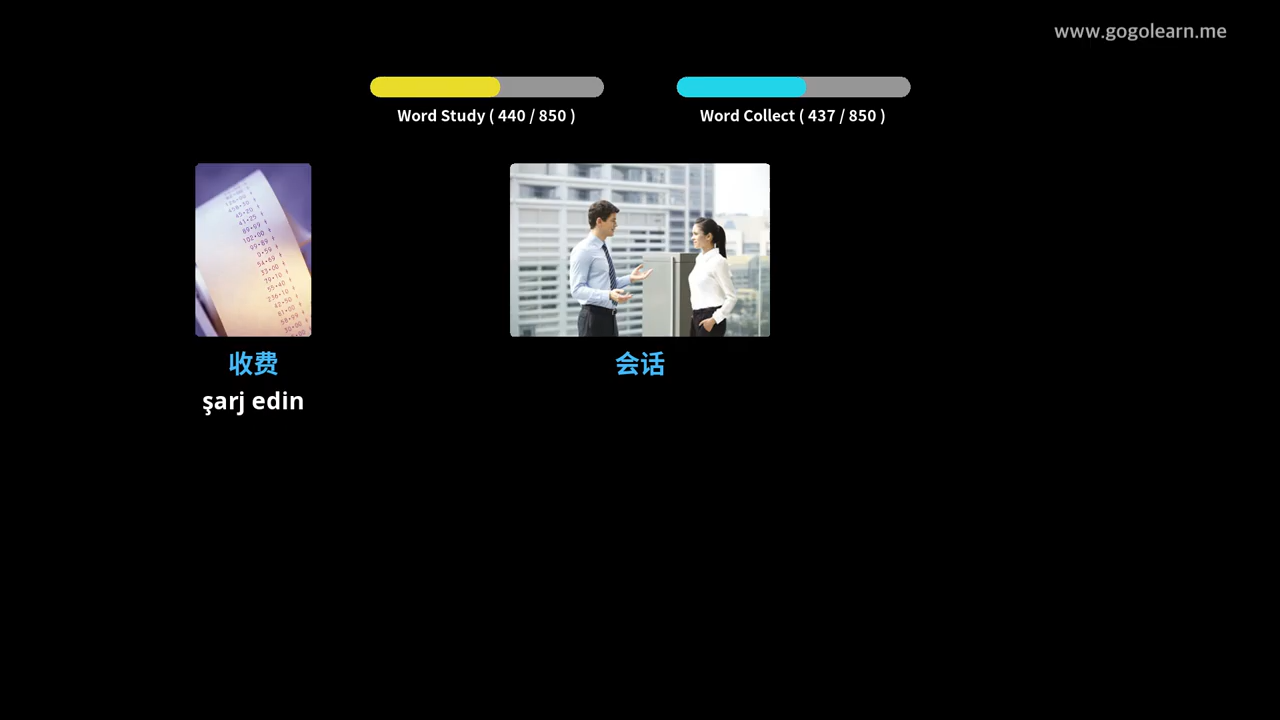 www.gogolearn.me
Word Study ( 440 / 850 )
Word Collect ( 437 / 850 )
收费
şarj edin
会话